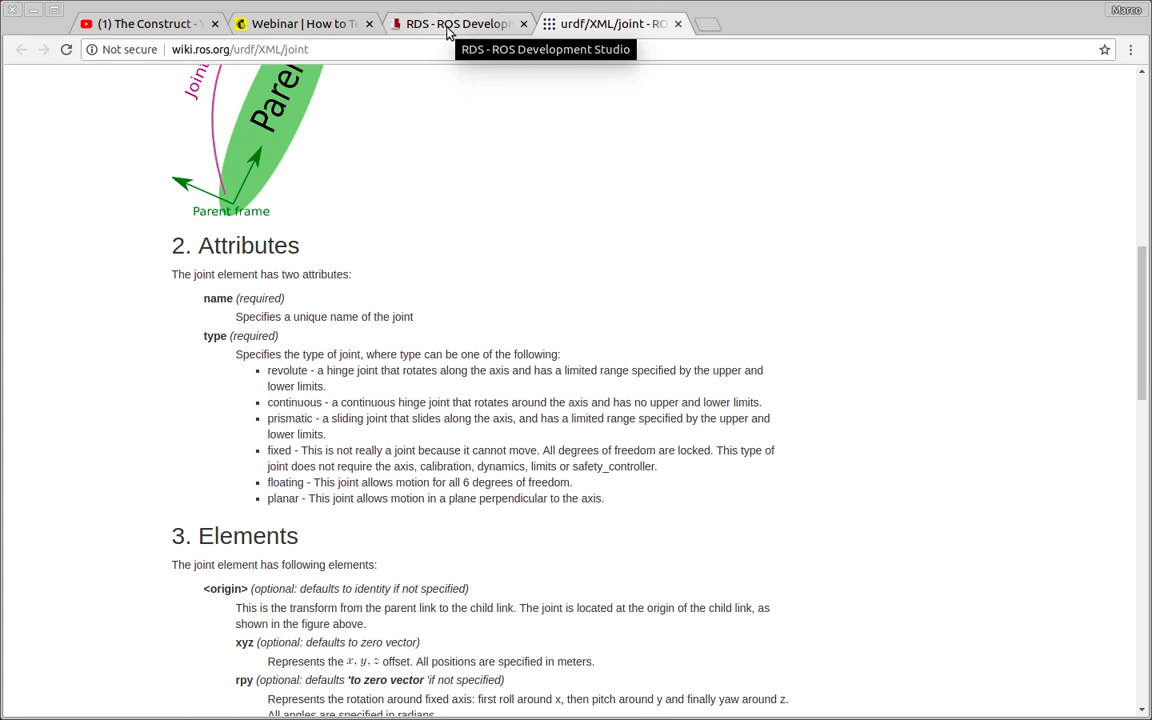 (1) The Construct - Y
Webinar | How to Te
RDS - ROS Developm
urdf/XML/joint - RO
Marco
Not secure
wiki.ros.org/urdf/XML/joint
RDS - ROS Development Studio
Joint
Paren
Parent frame
2. Attributes
The joint element has two attributes:
name (required)
Specifies a unique name of the joint
type (required)
Specifies the type of joint, where type can be one of the following:
revolute - a hinge joint that rotates along the axis and has a limited range specified by the upper and
lower limits.
continuous - a continuous hinge joint that rotates around the axis and has no upper and lower limits.
prismatic - a sliding joint that slides along the axis, and has a limited range specified by the upper and
lower limits.
fixed - This is not really a joint because it cannot move. All degrees of freedom are locked. This type of
joint does not require the axis, calibration, dynamics, limits or safety_controller.
floating - This joint allows motion for all 6 degrees of freedom.
planar - This joint allows motion in a plane perpendicular to the axis.
3. Elements
The joint element has following elements:
<origin> (optional: defaults to identity if not specified)
This is the transform from the parent link to the child link. The joint is located at the origin of the child link, as
shown in the figure above.
xyz (optional: defaults to zero vector)
Represents the x, y, z offset. All positions are specified in meters.
rpy (optional: defaults 'to zero vector 'if not specified)
Represents the rotation around fixed axis: first roll around x, then pitch around y and finally yaw around z.
All angles are specified in radians.